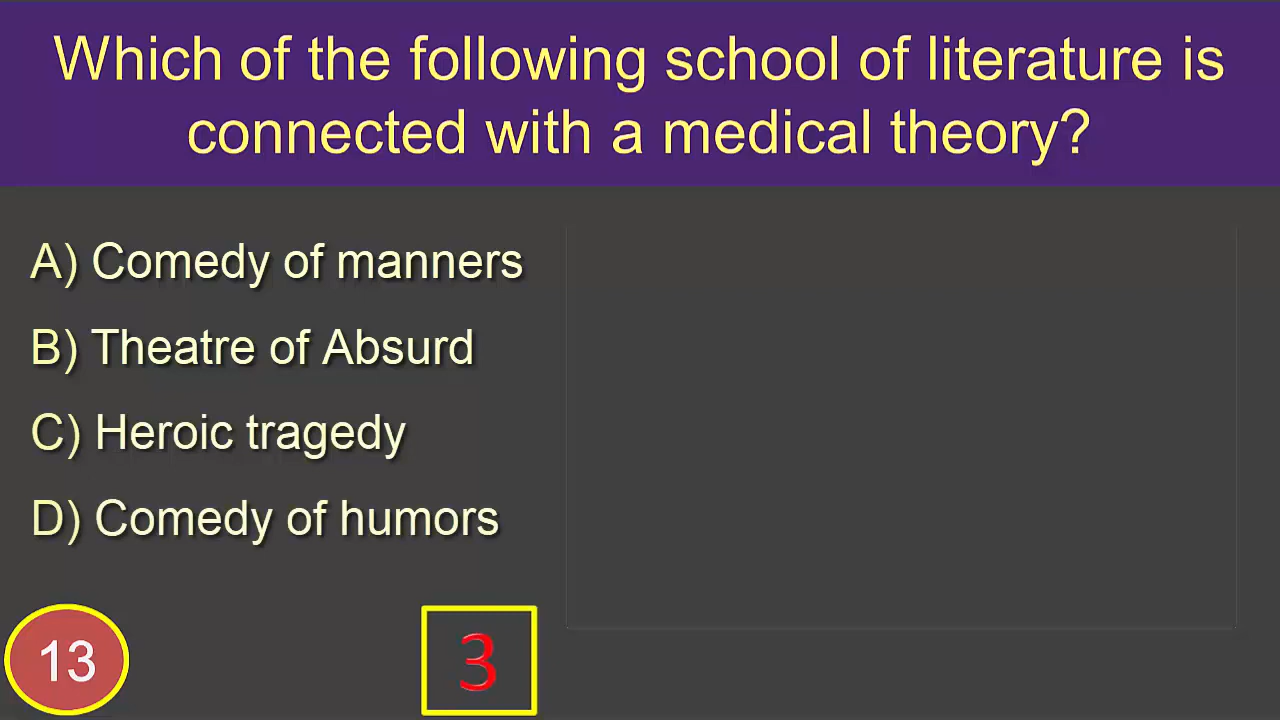 Which of the following school of literature is
connected with a medical theory?
A) Comedy of manners
B) Theatre of Absurd
C) Heroic tragedy
D) Comedy of humors
13
3